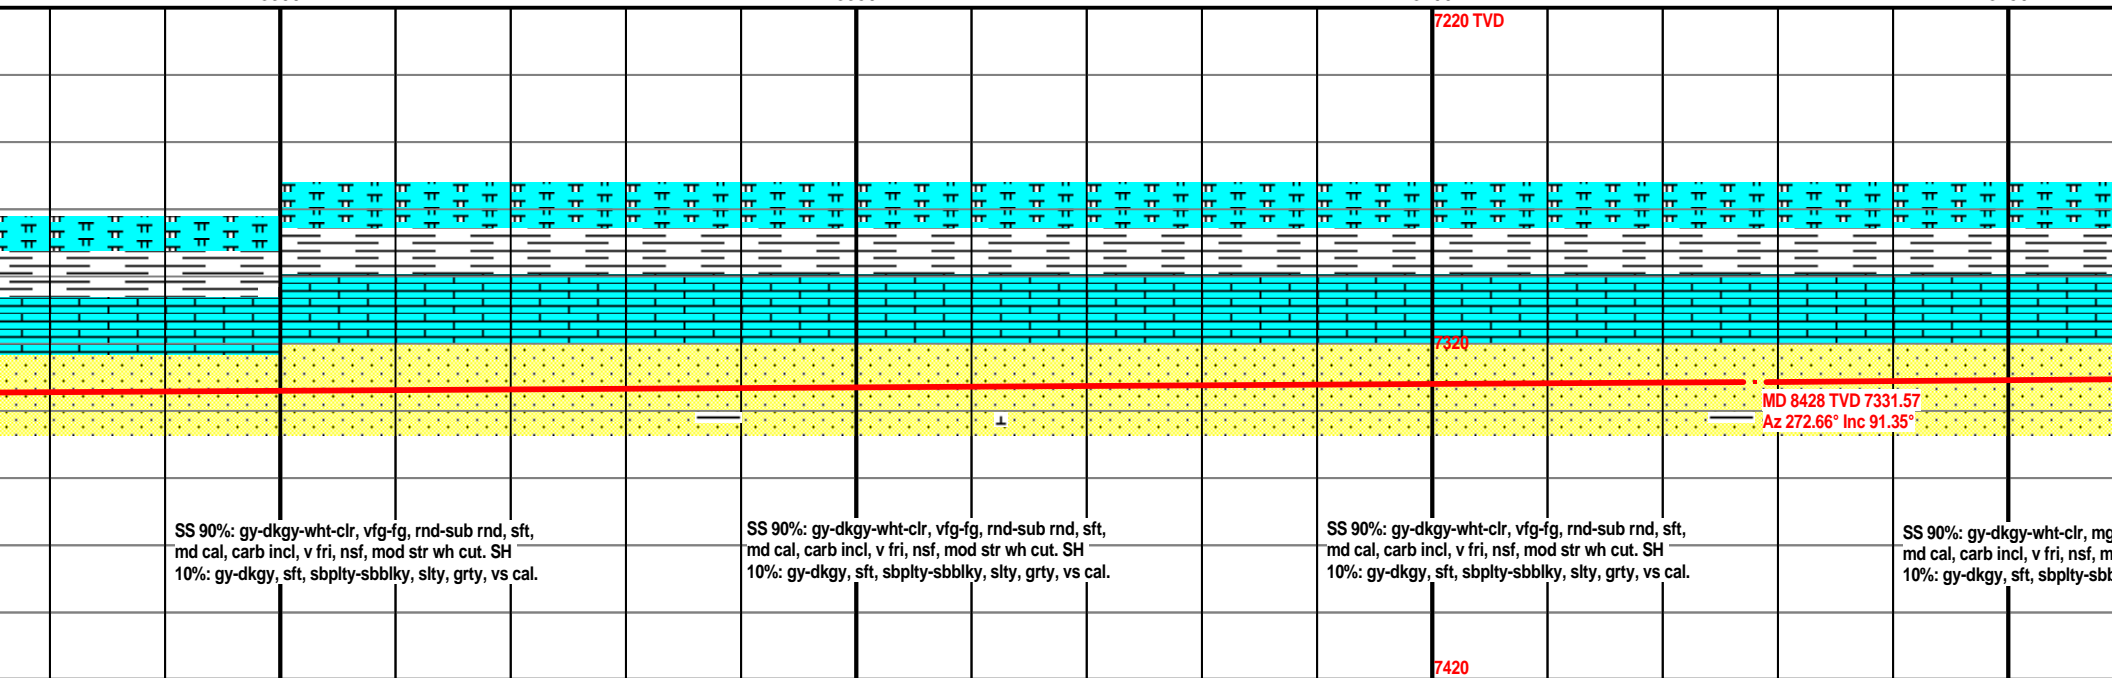 7220 TVD
7320
MD 8428 TVD 7331.57
Az 272.66° Inc 91.35°
SS 90%: gy-dkgy-wht-clr, vfg-fg, rnd-sub rnd, sft,
md cal, carb incl, v fri, nsf, mod str wh cut. SH
10%: gy-dkgy, sft, sbplty-sbblky, slty, grty, vs cal.
SS 90%: gy-dkgy-wht-clr, vfg-fg, rnd-sub rnd, sft,
md cal, carb incl, v fri, nsf, mod str wh cut. SH
10%: gy-dkgy, sft, sbplty-sbblky, slty, grty, vs cal.
SS 90%: gy-dkgy-wht-clr, vfg-fg, rnd-sub rnd, sft,
md cal, carb incl, v fri, nsf, mod str wh cut. SH
10%: gy-dkgy, sft, sbplty-sbblky, slty, grty, vs cal.
SS 90%: gy-dkgy-wht-clr, mg
md cal, carb incl, v fri, nsf, m
10%: gy-dkgy, sft, sbplty-sbb
7420